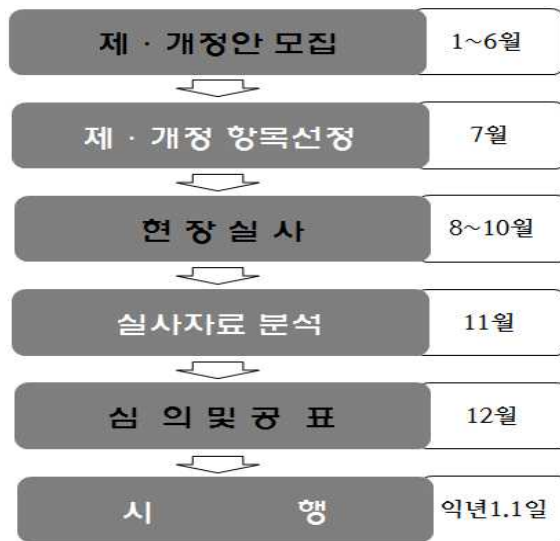 제 · 개정안 모집 1~6월
제 · 개정 항목선정 7월
현 장 실 사 8~10월
실사자료 분석 11월
심 의 및 공 표 12월
시 행 익년1.1일